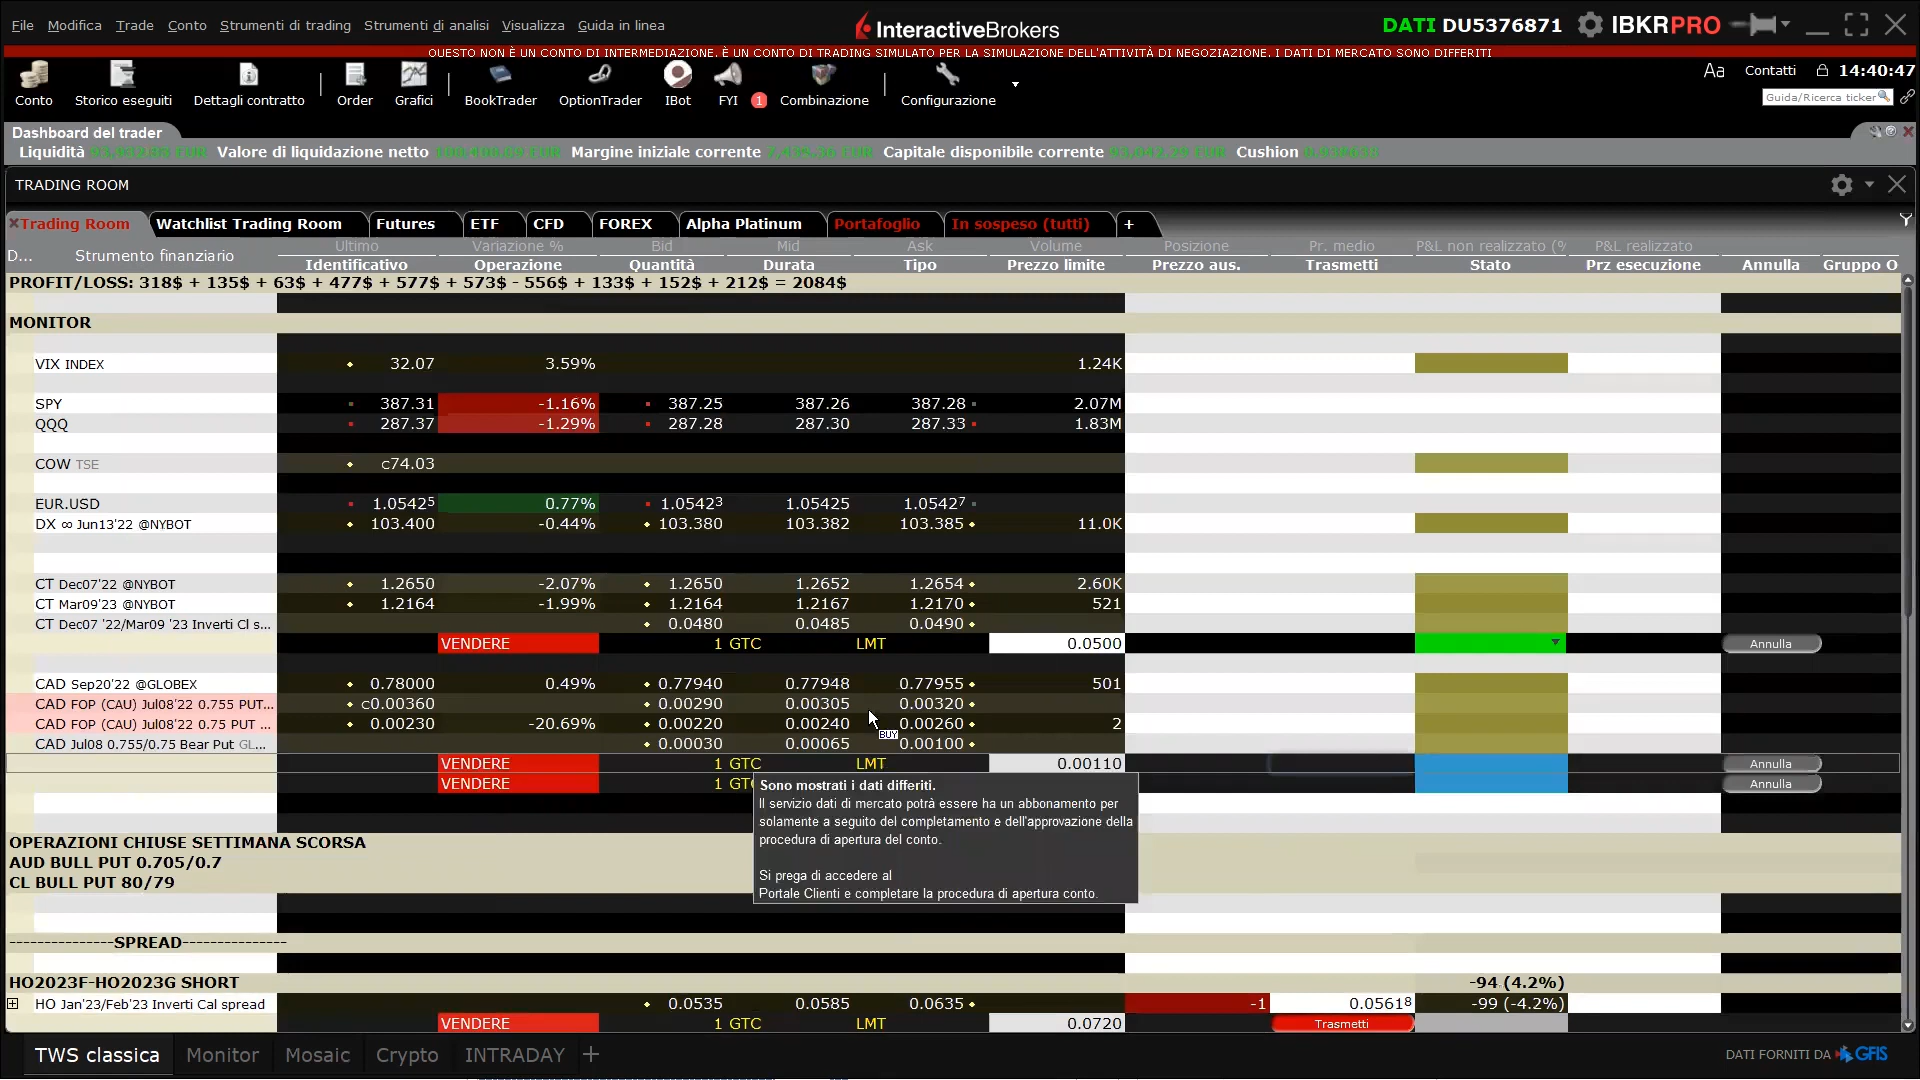 File Modifica Trade Conto Strumenti di trading Strumenti di analisi Visualizza Guida in linea
InteractiveBrokers
DATI DU5376871 IBKRPRO
QUESTO NON È UN CONTO DI INTERMEDIAZIONE. È UN CONTO DI TRADING SIMULATO PER LA SIMULAZIONE DELL'ATTIVITÀ DI NEGOZIAZIONE. I DATI DI MERCATO SONO DIFFERITI
Conto Storico eseguiti Dettagli contratto Order Grafici BookTrader OptionTrader IBot FYI 1 Combinazione Configurazione
Aa Contatti 14:40:47
Guida/Ricerca ticker
Dashboard del trader
Liquidità Valore di liquidazione netto Margine iniziale corrente Capitale disponibile corrente Cushion
TRADING ROOM
Trading Room Watchlist Trading Room Futures ETF CFD FOREX Alpha Platinum Portafoglio In sospeso (tutti) +
D... Strumento finanziario
Ultimo Variazione % Bid Mid Ask Volume Posizione Pr. medio P&L non realizzato (% P&L realizzato
Identificativo Operazione Quantità Durata Tipo Prezzo limite Prezzo aus. Trasmetti Stato Prz esecuzione Annulla Gruppo O
PROFIT/LOSS: 318$ + 135$ + 63$ + 477$ + 577$ + 573$ - 556$ + 133$ + 152$ + 212$ = 2084$
MONITOR
VIX INDEX 32.07 3.59% 1.24K
SPY 387.31 -1.16% 387.25 387.26 387.28 2.07M
QQQ 287.37 -1.29% 287.28 287.30 287.33 1.83M
COW TSE c74.03
EUR.USD 1.05425 0.77% 1.05423 1.05425 1.05427
DX ∞ Jun13'22 @NYBOT 103.400 -0.44% 103.380 103.382 103.385 11.0K
CT Dec07'22 @NYBOT 1.2650 -2.07% 1.2650 1.2652 1.2654 2.60K
CT Mar09'23 @NYBOT 1.2164 -1.99% 1.2164 1.2167 1.2170 521
CT Dec07 '22/Mar09 '23 Inverti Cl s... 0.0480 0.0485 0.0490
VENDERE 1 GTC LMT 0.0500 Annulla
CAD Sep20'22 @GLOBEX 0.78000 0.49% 0.77940 0.77948 0.77955 501
CAD FOP (CAU) Jul08'22 0.755 PUT... c0.00360 0.00290 0.00305 0.00320
CAD FOP (CAU) Jul08'22 0.75 PUT ... 0.00230 -20.69% 0.00220 0.00240 0.00260 2
BUY
CAD Jul08 0.755/0.75 Bear Put GL... 0.00030 0.00065 0.00100
VENDERE 1 GTC LMT 0.00110 Annulla
VENDERE 1 GTC Annulla
Sono mostrati i dati differiti.
Il servizio dati di mercato potrà essere ha un abbonamento per
solamente a seguito del completamento e dell'approvazione della
procedura di apertura del conto.
Si prega di accedere al
Portale Clienti e completare la procedura di apertura conto.
OPERAZIONI CHIUSE SETTIMANA SCORSA
AUD BULL PUT 0.705/0.7
CL BULL PUT 80/79
---------------SPREAD---------------
HO2023F-HO2023G SHORT -94 (4.2%)
HO Jan'23/Feb'23 Inverti Cal spread 0.0535 0.0585 0.0635 -1 0.05618 -99 (-4.2%)
VENDERE 1 GTC LMT 0.0720 Trasmetti
TWS classica Monitor Mosaic Crypto INTRADAY +
DATI FORNITI DA GFIS